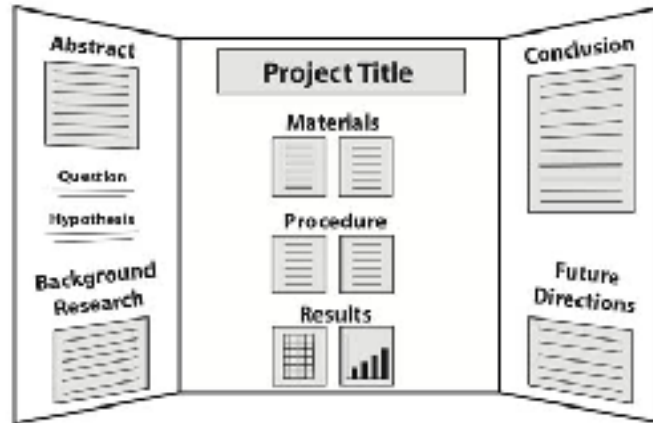 Abstract
Question
Hypothesis
Background
Research
Project Title
Materials
Procedure
Results
Conclusion
Future
Directions